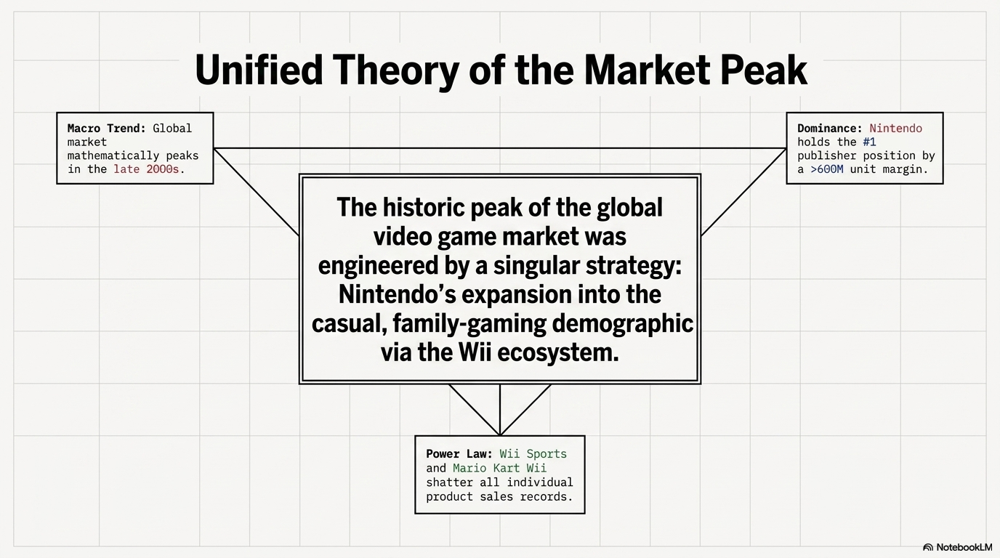 Unified Theory of the Market Peak
Macro Trend: Global
market
mathematically peaks
in the late 2000s.
Dominance: Nintendo
holds the #1
publisher position by
a >600M unit margin.
The historic peak of the global
video game market was
engineered by a singular strategy:
Nintendo’s expansion into the
casual, family-gaming demographic
via the Wii ecosystem.
Power Law: Wii Sports
and Mario Kart Wii
shatter all individual
product sales records.
NotebookLM